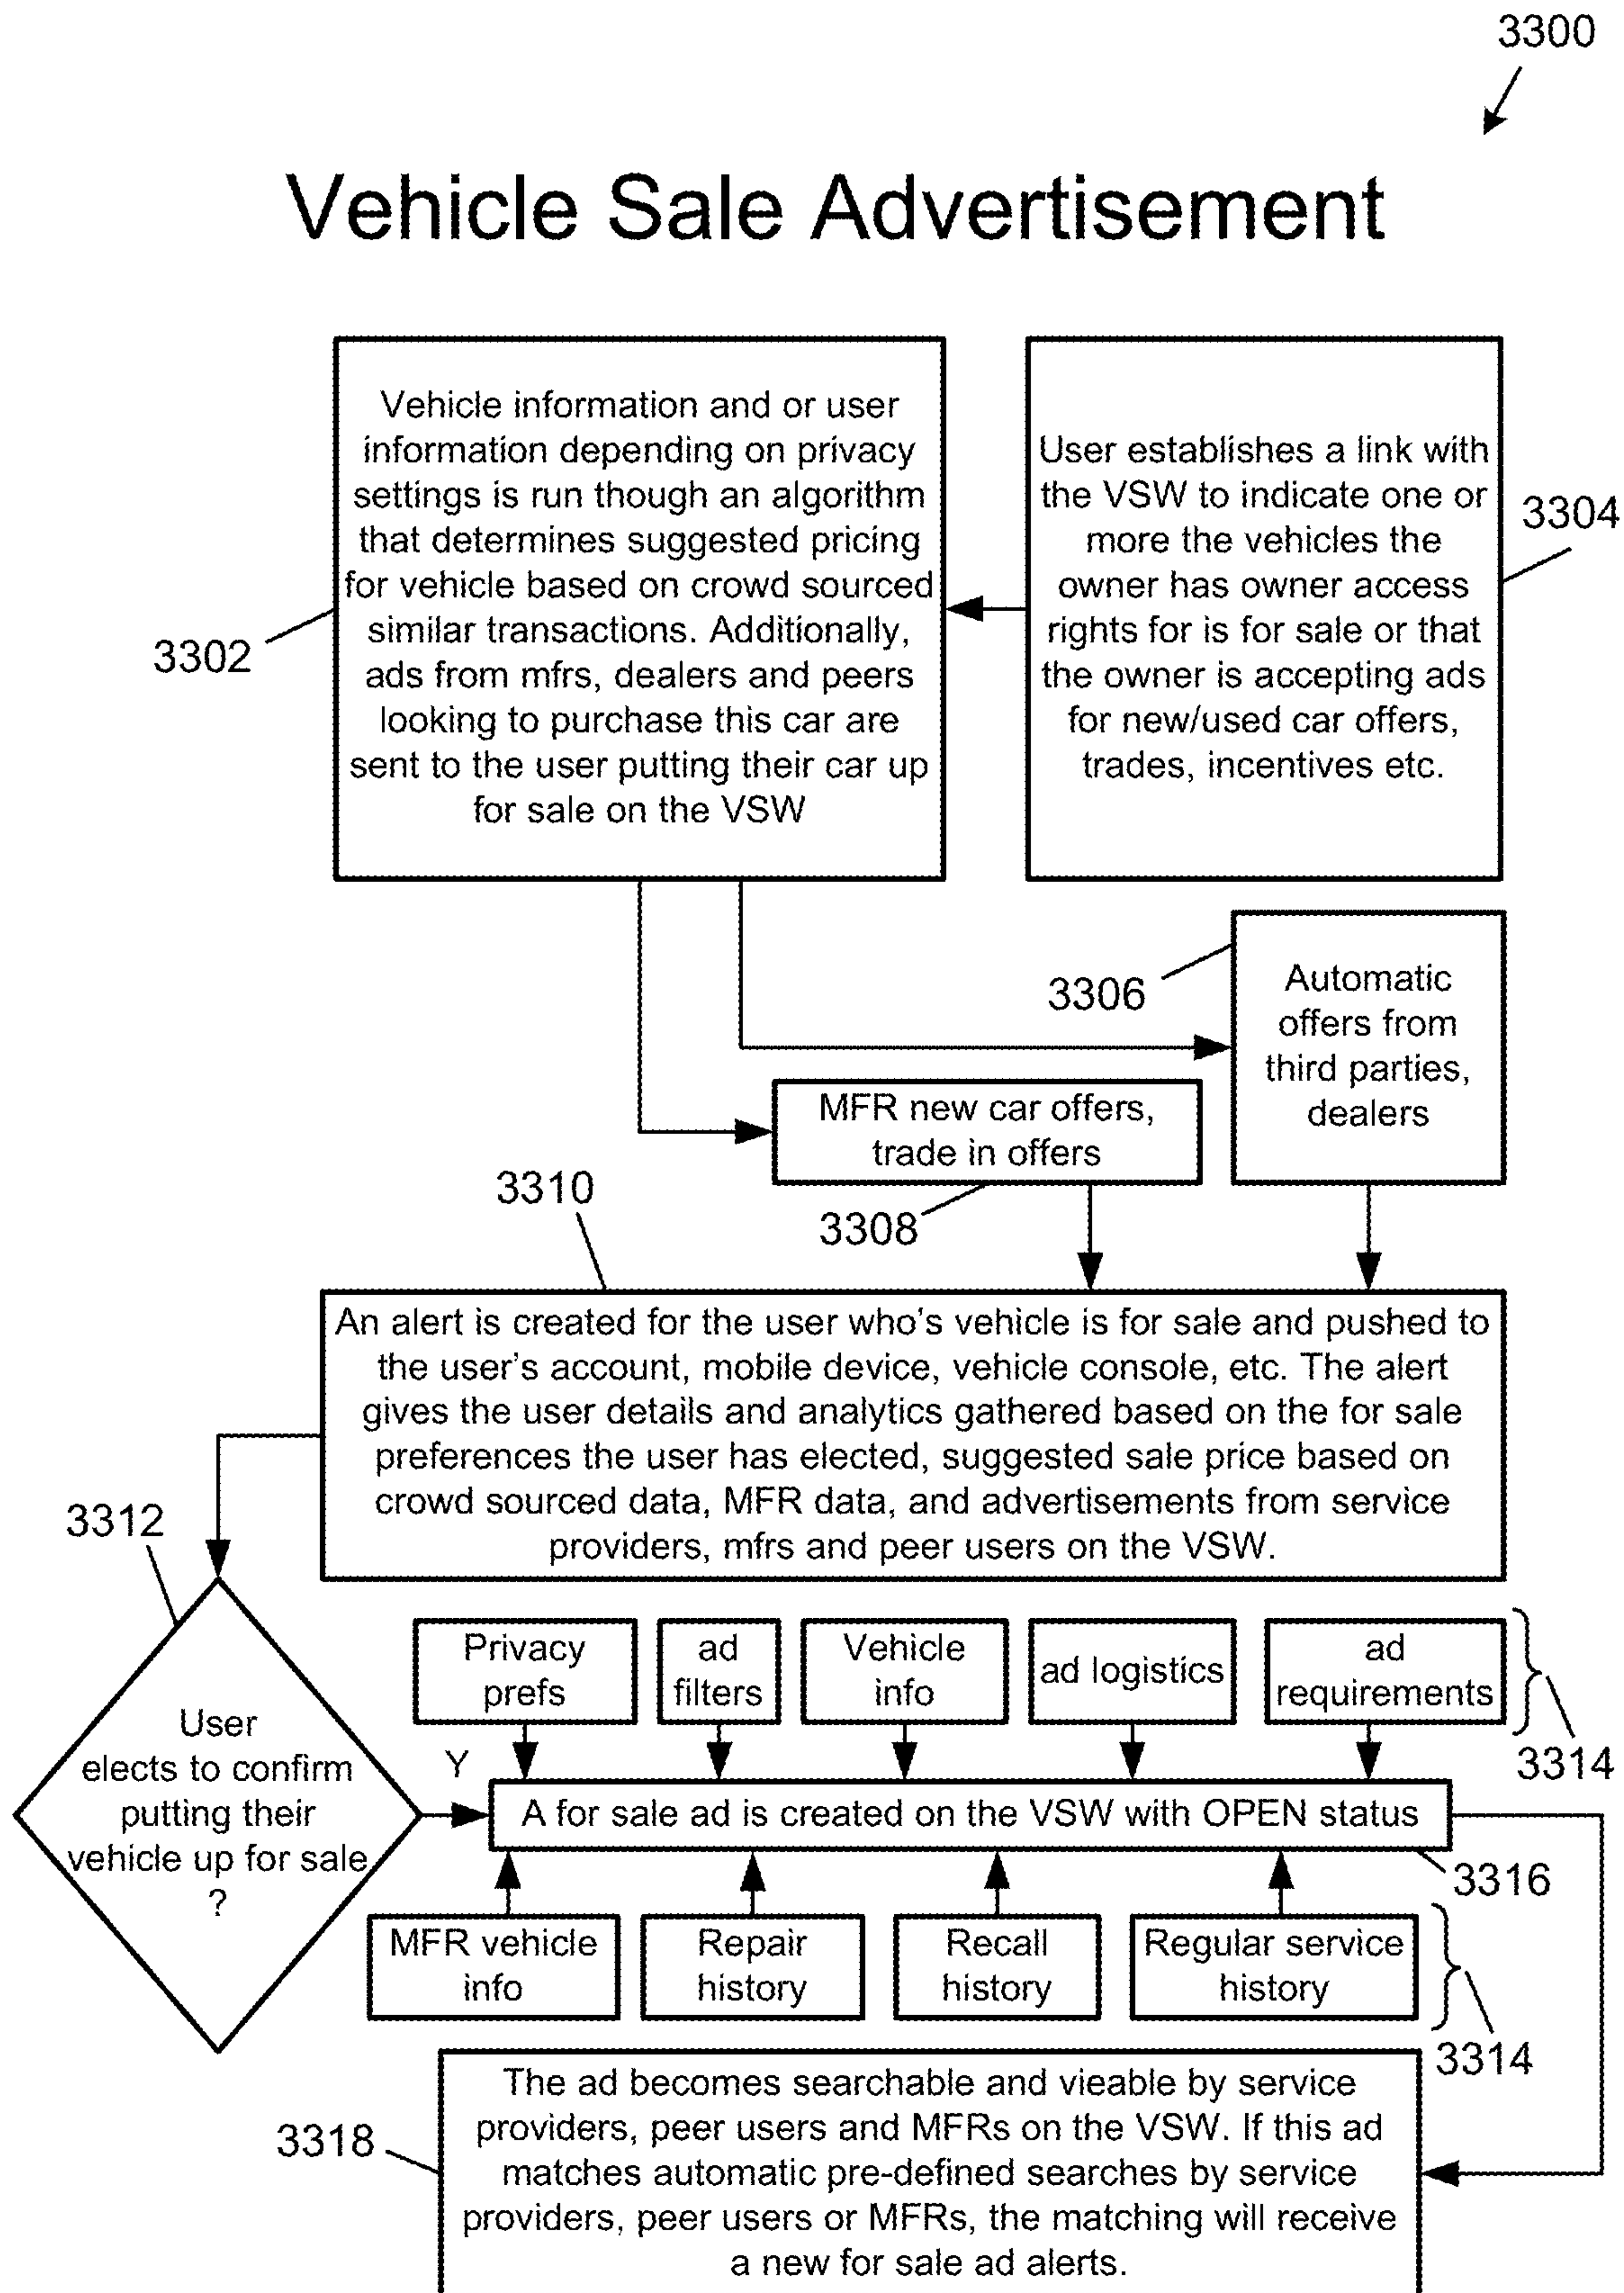 3300
Vehicle Sale Advertisement
Vehicle information and or user
information depending on privacy
settings is run though an algorithm
that determines suggested pricing
for vehicle based on crowd sourced
similar transactions. Additionally,
ads from mfrs, dealers and peers
looking to purchase this car are
sent to the user putting their car up
for sale on the VSW
3302
User establishes a link with
the VSW to indicate one or
more the vehicles the
owner has owner access
rights for is for sale or that
the owner is accepting ads
for new/used car offers,
trades, incentives etc.
3304
3306
Automatic
offers from
third parties,
dealers
MFR new car offers,
trade in offers
3308
3310
An alert is created for the user who's vehicle is for sale and pushed to
the user's account, mobile device, vehicle console, etc. The alert
gives the user details and analytics gathered based on the for sale
preferences the user has elected, suggested sale price based on
crowd sourced data, MFR data, and advertisements from service
providers, mfrs and peer users on the VSW.
3312
User
elects to confirm
putting their
vehicle up for sale
?
Y
Privacy
prefs
ad
filters
Vehicle
info
ad logistics
ad
requirements
3314
A for sale ad is created on the VSW with OPEN status
3316
MFR vehicle
info
Repair
history
Recall
history
Regular service
history
3314
The ad becomes searchable and vieable by service
providers, peer users and MFRs on the VSW. If this ad
matches automatic pre-defined searches by service
providers, peer users or MFRs, the matching will receive
a new for sale ad alerts.
3318